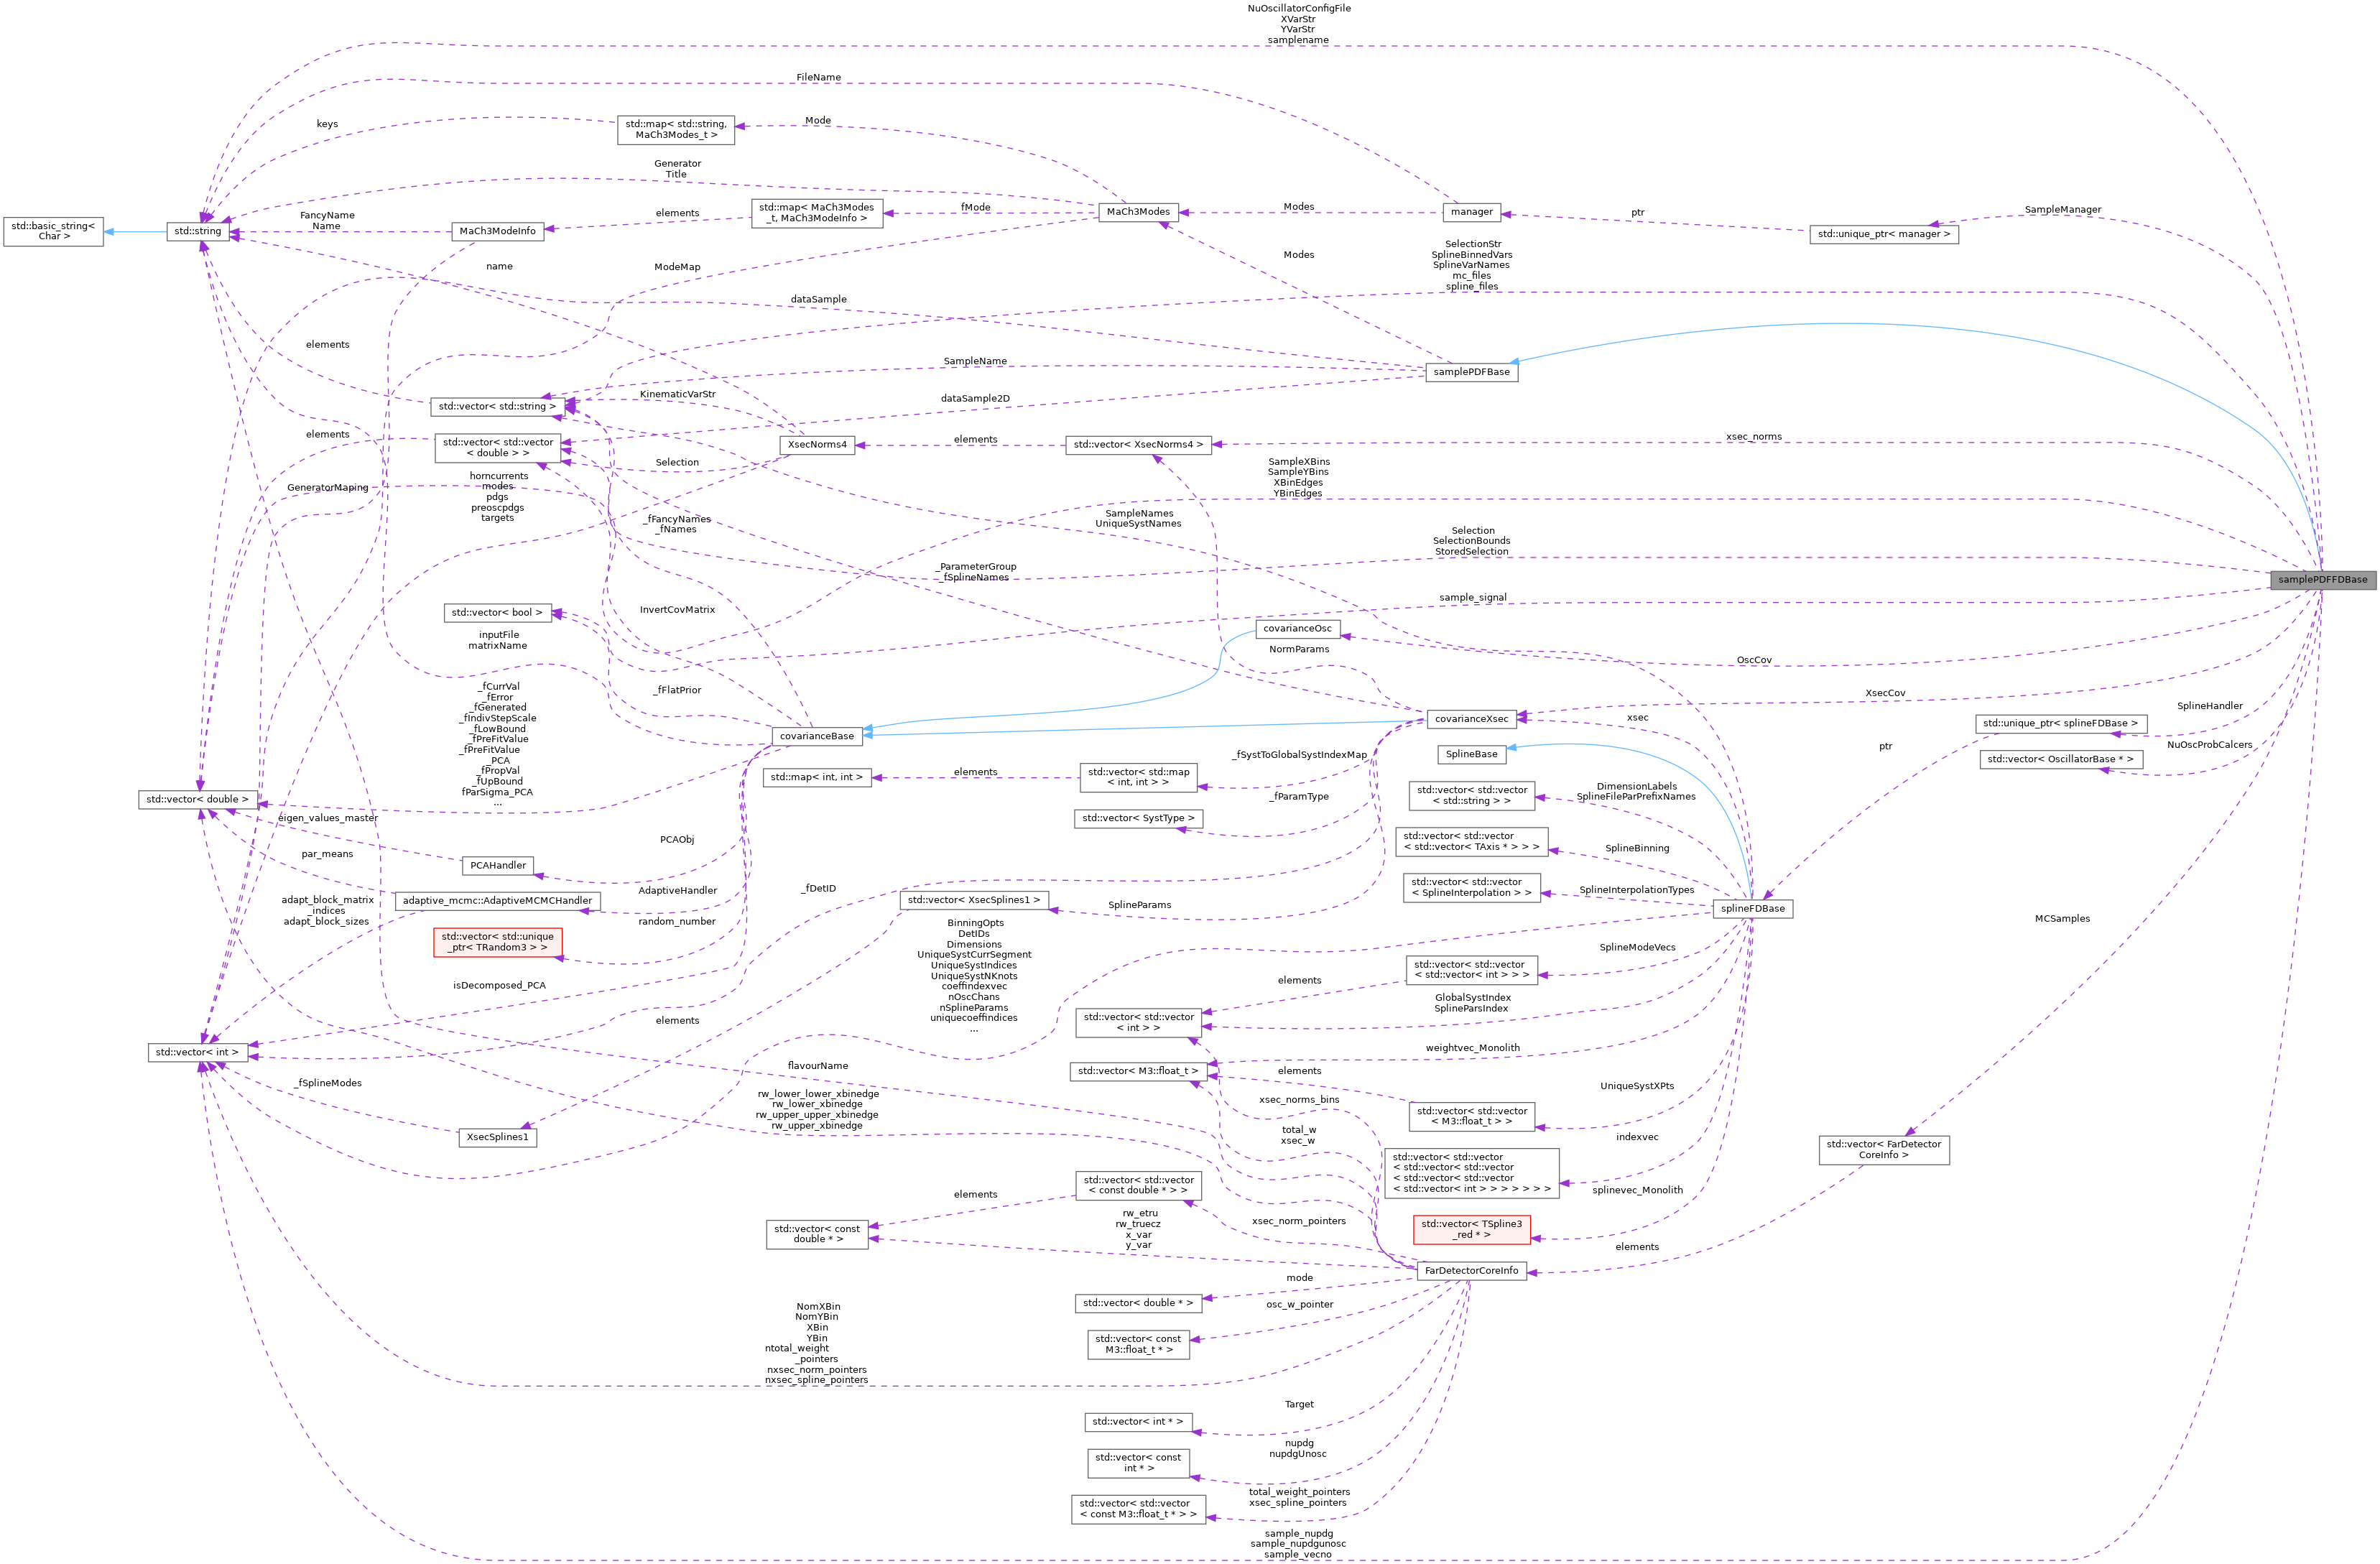 NuOscillatorConfigFile
XVarStr
YVarStr
samplename
FileName
keys
std::map< std::string,
MaCh3Modes_t >
Mode
Generator
Title
std::basic_string<
Char >
std::string
FancyName
Name
MaCh3ModeInfo
elements
std::map< MaCh3Modes
_t, MaCh3ModeInfo >
fMode
MaCh3Modes
Modes
manager
ptr
std::unique_ptr< manager >
SampleManager
name
ModeMap
Modes
SelectionStr
SplineBinnedVars
SplineVarNames
mc_files
spline_files
dataSample
elements
SampleName
samplePDFBase
std::vector< std::string >
KinematicVarStr
dataSample2D
elements
std::vector< std::vector
< double > >
XsecNorms4
elements
std::vector< XsecNorms4 >
xsec_norms
Selection
GeneratorMaping
horncurrents
modes
pdgs
preoscpdgs
targets
SampleXBins
SampleYBins
XBinEdges
YBinEdges
_fFancyNames
_fNames
SampleNames
UniqueSystNames
Selection
SelectionBounds
StoredSelection
samplePDFFDBase
_ParameterGroup
_fSplineNames
sample_signal
std::vector< bool >
InvertCovMatrix
covarianceOsc
inputFile
matrixName
NormParams
OscCov
_fFlatPrior
XsecCov
_fCurrVal
_fError
_fGenerated
_fIndivStepScale
_fLowBound
_fPreFitValue
_fPreFitValue
_PCA
_fPropVal
_fUpBound
fParSigma_PCA
...
covarianceBase
covarianceXsec
xsec
SplineHandler
std::unique_ptr< splineFDBase >
SplineBase
ptr
NuOscProbCalcers
std::vector< OscillatorBase * >
_fSystToGlobalSystIndexMap
std::map< int, int >
elements
std::vector< std::map
< int, int > >
std::vector< double >
_fParamType
std::vector< std::vector
< std::string > >
DimensionLabels
SplineFileParPrefixNames
std::vector< SystType >
eigen_values_master
PCAObj
std::vector< std::vector
< std::vector< TAxis * > > >
SplineBinning
par_means
PCAHandler
std::vector< std::vector
< SplineInterpolation > >
SplineInterpolationTypes
_fDetID
AdaptiveHandler
adaptive_mcmc::AdaptiveMCMCHandler
std::vector< XsecSplines1 >
SplineParams
splineFDBase
adapt_block_matrix
_indices
adapt_block_sizes
random_number
MCSamples
std::vector< std::unique
_ptr< TRandom3 > >
BinningOpts
DetIDs
Dimensions
UniqueSystCurrSegment
UniqueSystIndices
UniqueSystNKnots
coeffindexvec
nOscChans
nSplineParams
uniquecoeffindices
...
SplineModeVecs
std::vector< std::vector
< std::vector< int > > >
elements
isDecomposed_PCA
GlobalSystIndex
SplineParsIndex
std::vector< std::vector
< int > >
elements
std::vector< int >
weightvec_Monolith
flavourName
std::vector< M3::float_t >
elements
_fSplineModes
UniqueSystXPts
rw_lower_lower_xbinedge
rw_lower_xbinedge
rw_upper_upper_xbinedge
rw_upper_xbinedge
xsec_norms_bins
std::vector< std::vector
< M3::float_t > >
XsecSplines1
total_w
xsec_w
indexvec
std::vector< FarDetector
CoreInfo >
std::vector< std::vector
< std::vector< std::vector
< std::vector< std::vector
< std::vector< int > > > > > > >
std::vector< std::vector
< const double * > >
elements
splinevec_Monolith
rw_etru
rw_truecz
x_var
y_var
xsec_norm_pointers
std::vector< TSpline3
_red * >
std::vector< const
double * >
elements
FarDetectorCoreInfo
mode
std::vector< double * >
osc_w_pointer
NomXBin
NomYBin
XBin
YBin
ntotal_weight
_pointers
nxsec_norm_pointers
nxsec_spline_pointers
std::vector< const
M3::float_t * >
Target
std::vector< int * >
nupdg
nupdgUnosc
std::vector< const
int * >
total_weight_pointers
xsec_spline_pointers
std::vector< std::vector
< const M3::float_t * > >
sample_nupdg
sample_nupdgunosc
sample_vecno